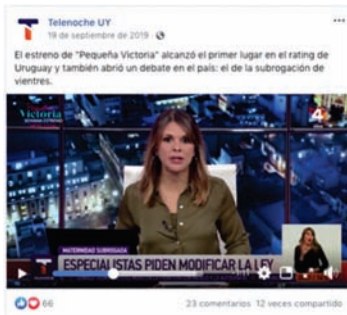 Telenoche UY
19 de septiembre de 2019 ·
El estreno de "Pequeña Victoria" alcanzó el primer lugar en el rating de
Uruguay y también abrió un debate en el país: el de la subrogación de
vientres.
Victoria
4
MATERNIDAD SUBROGADA
ESPECIALISTAS PIDEN MODIFICAR LA LEY
66
23 comentarios 12 veces compartido